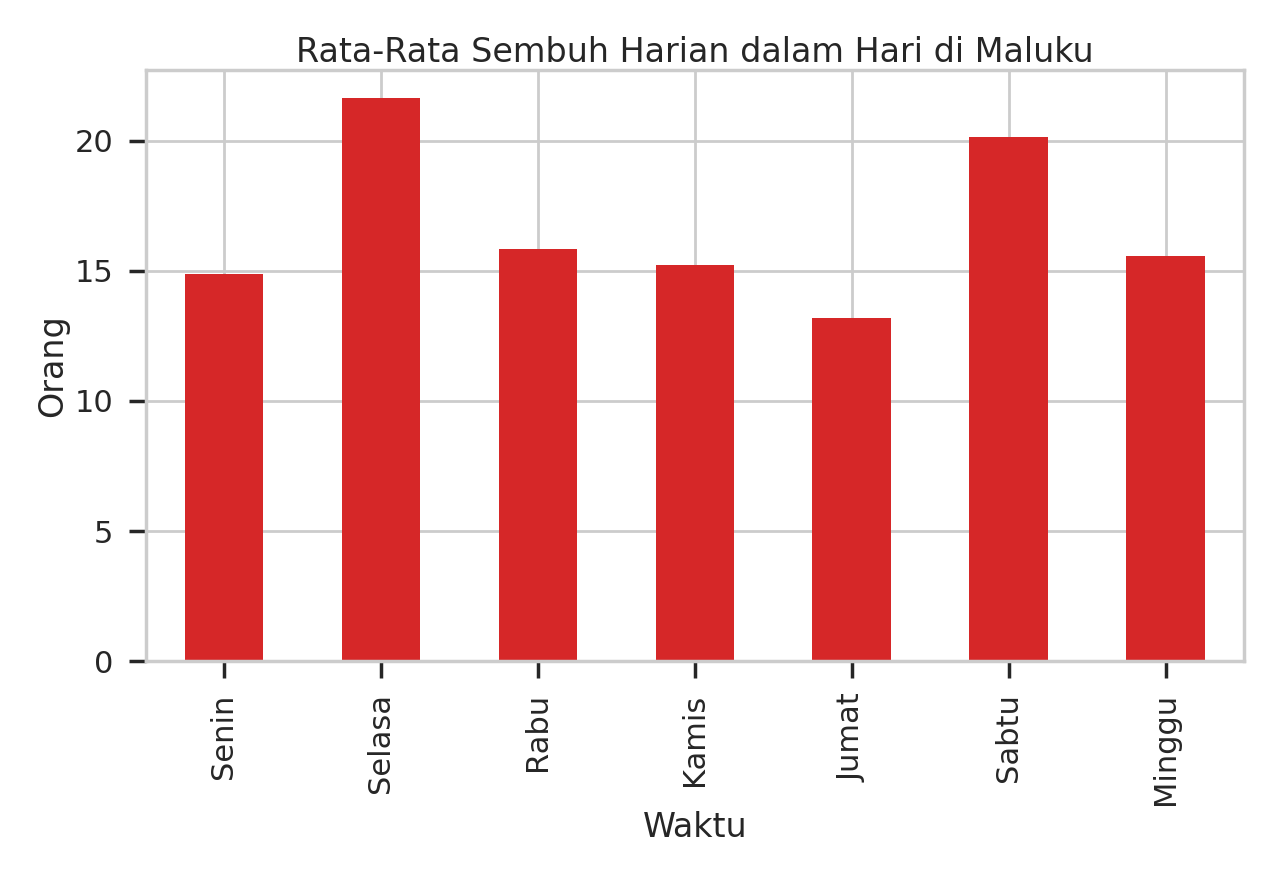 Rata-Rata Sembuh Harian dalam Hari di Maluku
Orang
20
15
10
5
0
Senin
Selasa
Rabu
Kamis
Jumat
Sabtu
Minggu
Waktu